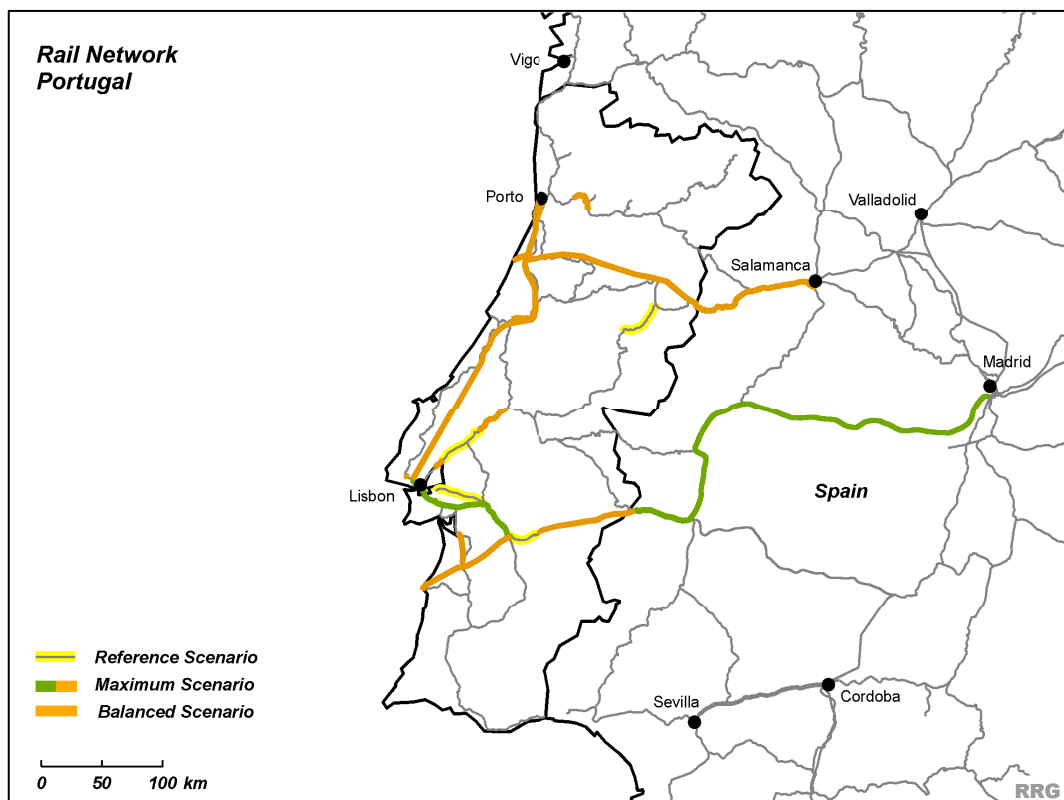 Rail Network
Portugal
Vigo
Porto
Valladolid
Salamanca
Madrid
Lisbon
Spain
Reference Scenario
Maximum Scenario
Balanced Scenario
Sevilla
Cordoba
0 50 100 km
RRG